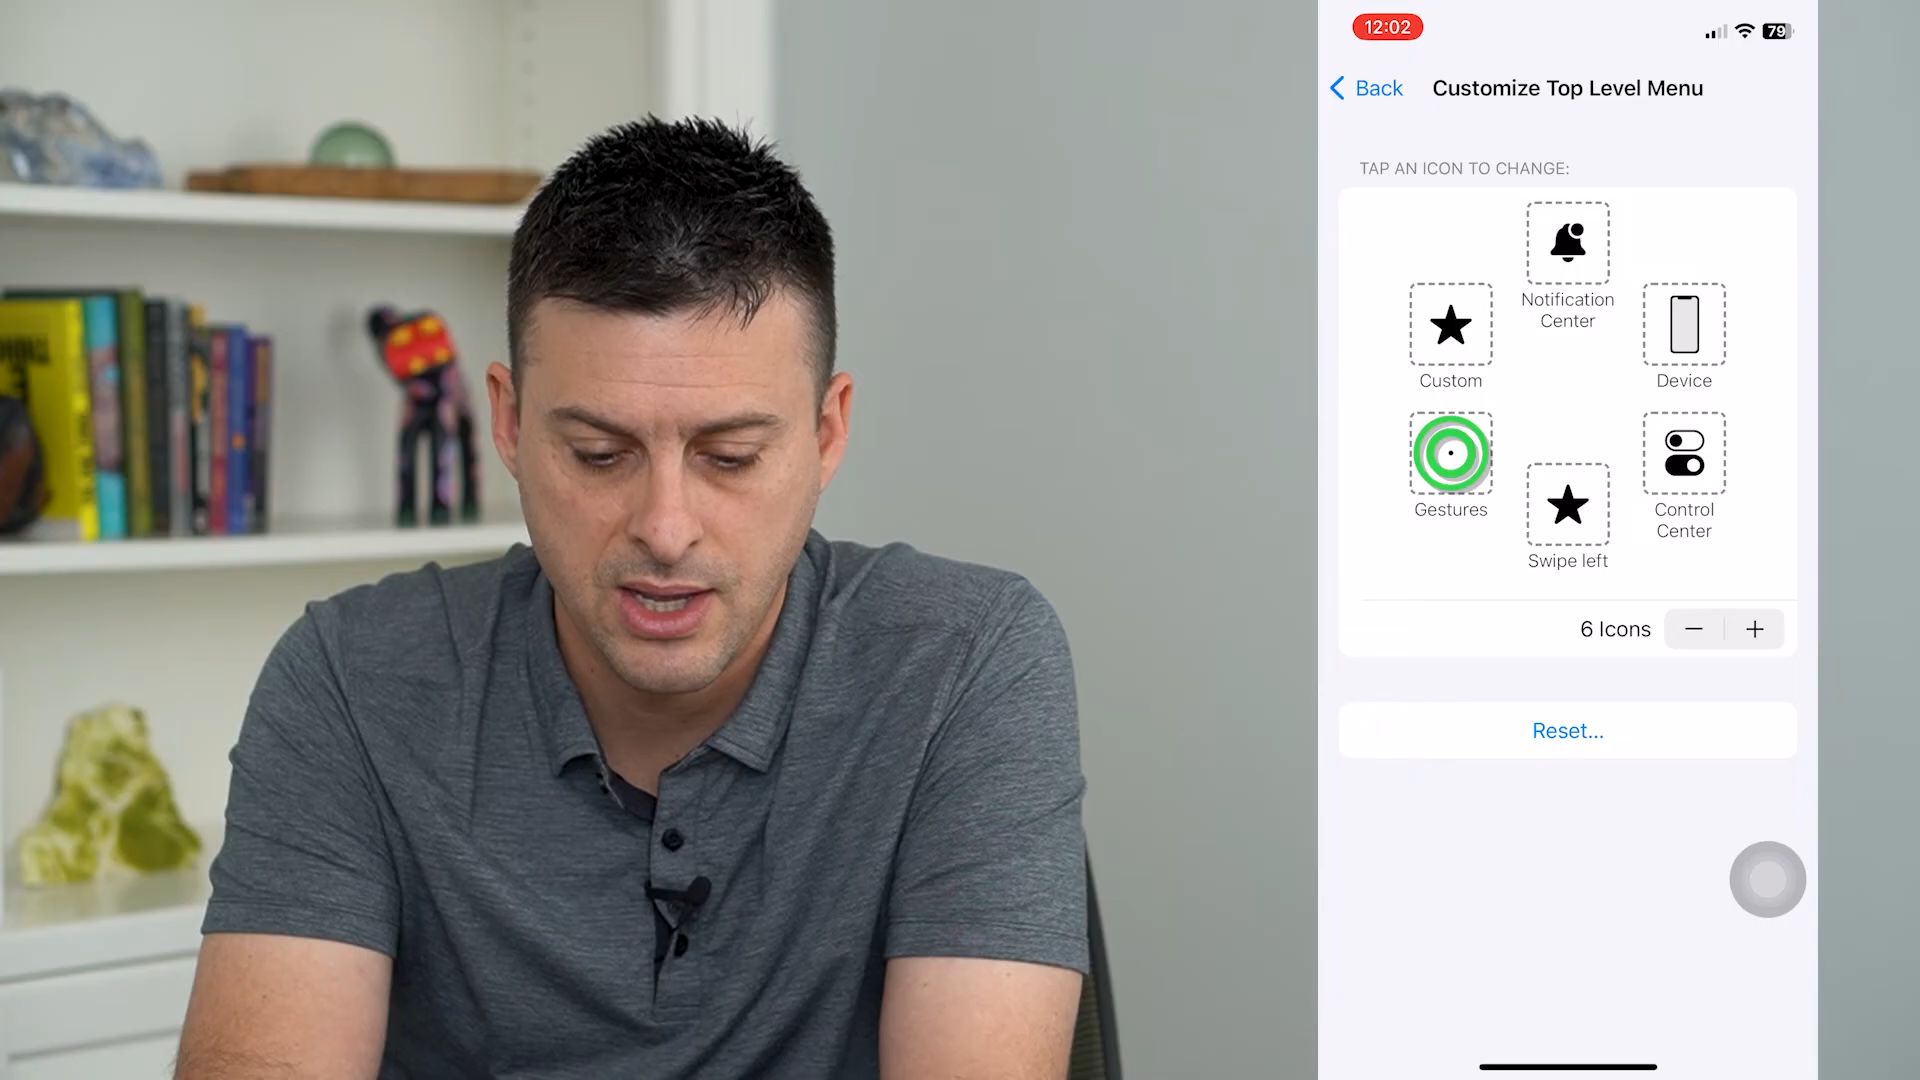 12:02
79
Back
Customize Top Level Menu
TAP AN ICON TO CHANGE:
Notification
Center
Custom
Device
Gestures
Control
Center
Swipe left
6 Icons
Reset...